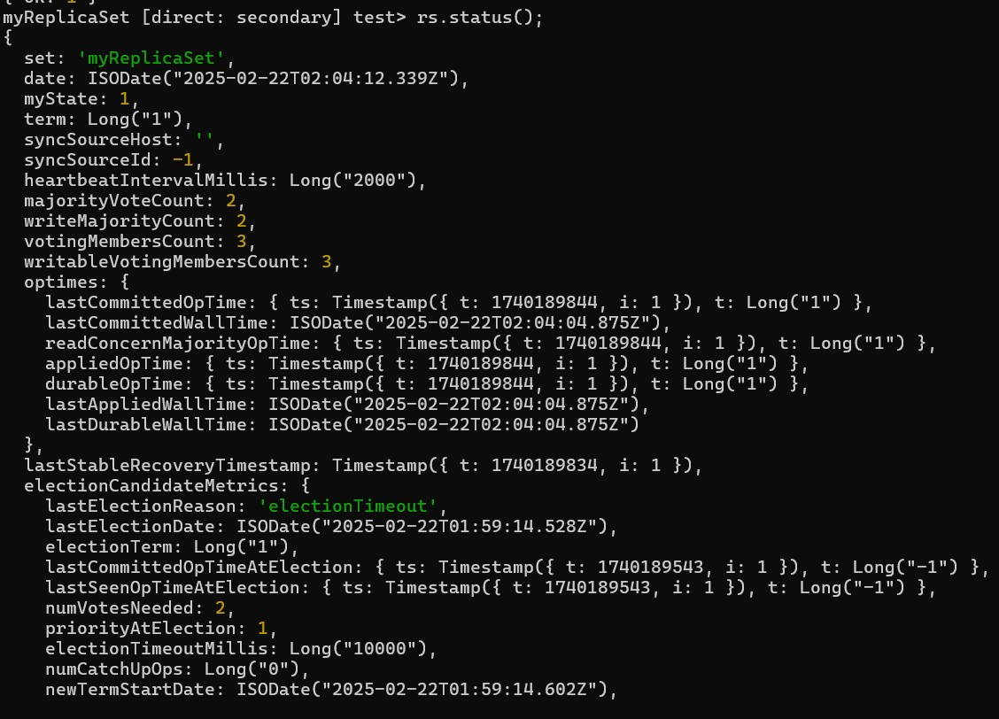 { ok: 1 }
myReplicaSet [direct: secondary] test> rs.status();
{
  set: 'myReplicaSet',
  date: ISODate("2025-02-22T02:04:12.339Z"),
  myState: 1,
  term: Long("1"),
  syncSourceHost: '',
  syncSourceId: -1,
  heartbeatIntervalMillis: Long("2000"),
  majorityVoteCount: 2,
  writeMajorityCount: 2,
  votingMembersCount: 3,
  writableVotingMembersCount: 3,
  optimes: {
    lastCommittedOpTime: { ts: Timestamp({ t: 1740189844, i: 1 }), t: Long("1") },
    lastCommittedWallTime: ISODate("2025-02-22T02:04:04.875Z"),
    readConcernMajorityOpTime: { ts: Timestamp({ t: 1740189844, i: 1 }), t: Long("1") },
    appliedOpTime: { ts: Timestamp({ t: 1740189844, i: 1 }), t: Long("1") },
    durableOpTime: { ts: Timestamp({ t: 1740189844, i: 1 }), t: Long("1") },
    lastAppliedWallTime: ISODate("2025-02-22T02:04:04.875Z"),
    lastDurableWallTime: ISODate("2025-02-22T02:04:04.875Z")
  },
  lastStableRecoveryTimestamp: Timestamp({ t: 1740189834, i: 1 }),
  electionCandidateMetrics: {
    lastElectionReason: 'electionTimeout',
    lastElectionDate: ISODate("2025-02-22T01:59:14.528Z"),
    electionTerm: Long("1"),
    lastCommittedOpTimeAtElection: { ts: Timestamp({ t: 1740189543, i: 1 }), t: Long("-1") },
    lastSeenOpTimeAtElection: { ts: Timestamp({ t: 1740189543, i: 1 }), t: Long("-1") },
    numVotesNeeded: 2,
    priorityAtElection: 1,
    electionTimeoutMillis: Long("10000"),
    numCatchUpOps: Long("0"),
    newTermStartDate: ISODate("2025-02-22T01:59:14.602Z"),